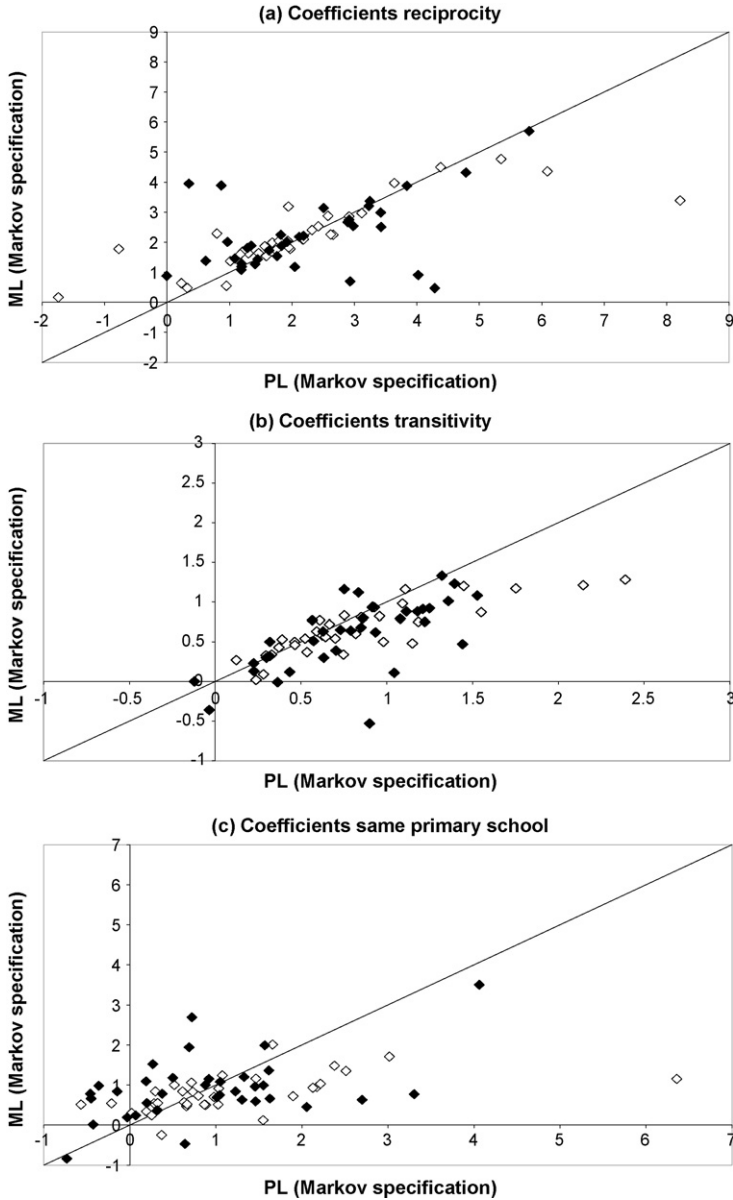 (a) Coefficients reciprocity
9
8
7
6
5
4
3
2
1
0
-1
-2
-2 -1 0 1 2 3 4 5 6 7 8 9
ML (Markov specification)
PL (Markov specification)
(b) Coefficients transitivity
3
2.5
2
1.5
1
0.5
0
-0.5
-1
-1 -0.5 0 0.5 1 1.5 2 2.5 3
ML (Markov specification)
PL (Markov specification)
(c) Coefficients same primary school
7
6
5
4
3
2
1
0
-1
-1 0 1 2 3 4 5 6 7
ML (Markov specification)
PL (Markov specification)